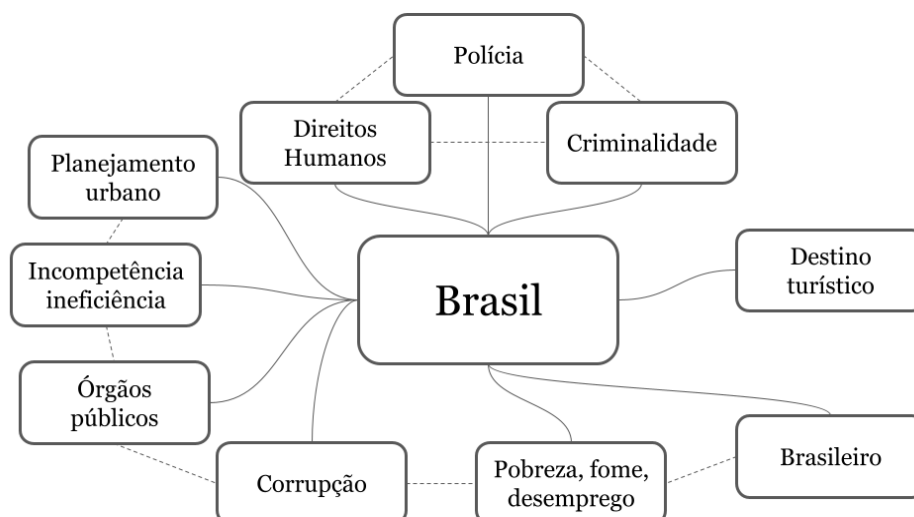 Polícia
Direitos
Humanos
Criminalidade
Planejamento
urbano
Incompetência
ineficiência
Brasil
Destino
turístico
Órgãos
públicos
Corrupção
Pobreza, fome,
desemprego
Brasileiro